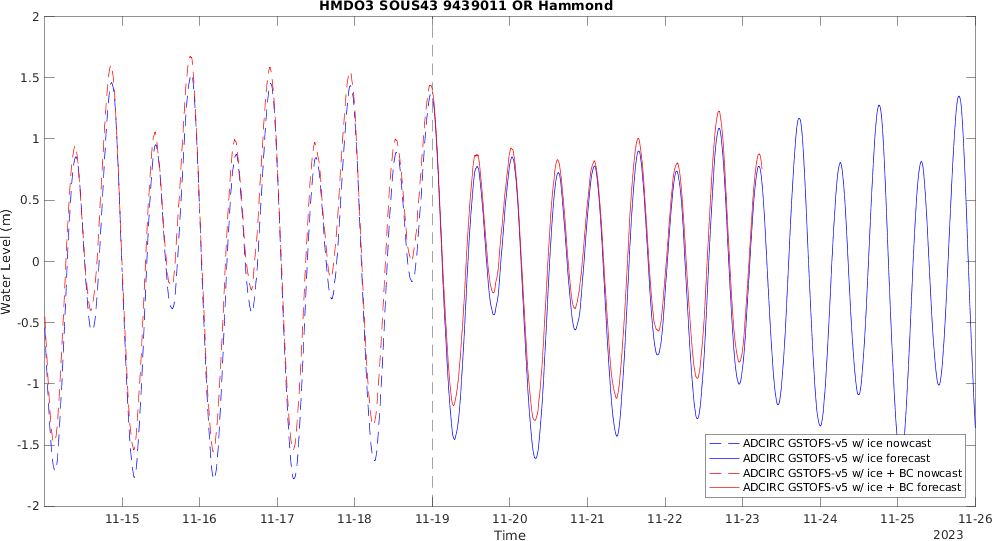 HMDO3 SOUS43 9439011 OR Hammond
2
1.5
1
0.5
0
-0.5
-1
-1.5
-2
Water Level (m)
11-15 11-16 11-17 11-18 11-19 11-20 11-21 11-22 11-23 11-24 11-25 11-26
Time
2023
ADCIRC GSTOFS-v5 w/ ice nowcast
ADCIRC GSTOFS-v5 w/ ice forecast
ADCIRC GSTOFS-v5 w/ ice + BC nowcast
ADCIRC GSTOFS-v5 w/ ice + BC forecast